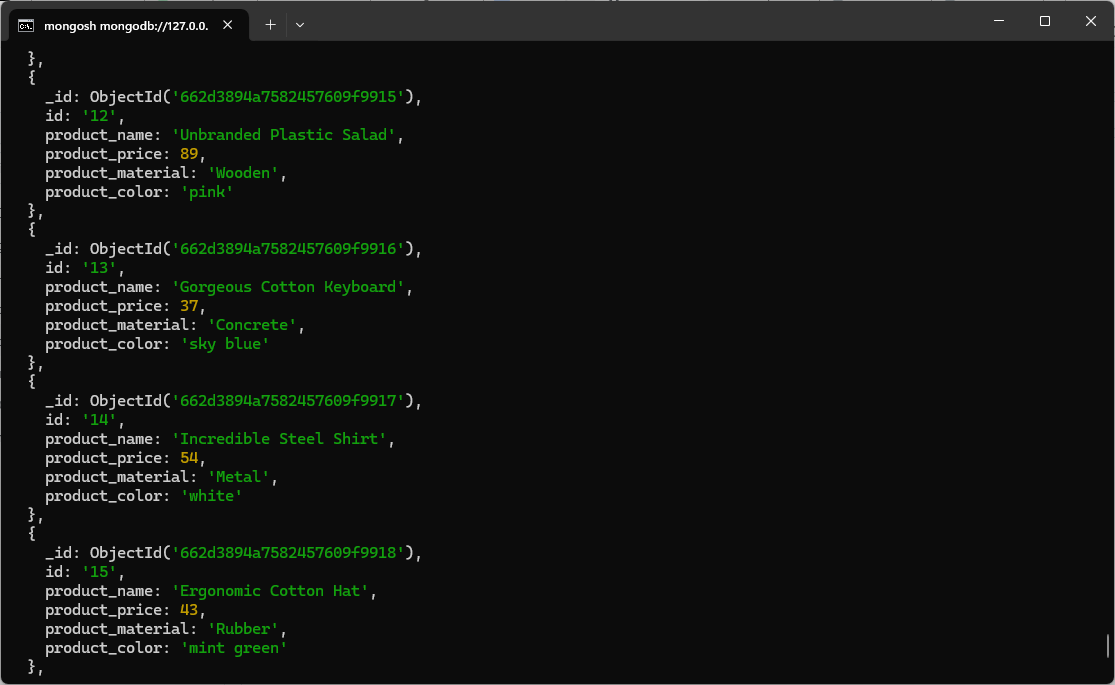 mongosh mongodb://127.0.0.
},
{
_id: ObjectId('662d3894a7582457609f9915'),
id: '12',
product_name: 'Unbranded Plastic Salad',
product_price: 89,
product_material: 'Wooden',
product_color: 'pink'
},
{
_id: ObjectId('662d3894a7582457609f9916'),
id: '13',
product_name: 'Gorgeous Cotton Keyboard',
product_price: 37,
product_material: 'Concrete',
product_color: 'sky blue'
},
{
_id: ObjectId('662d3894a7582457609f9917'),
id: '14',
product_name: 'Incredible Steel Shirt',
product_price: 54,
product_material: 'Metal',
product_color: 'white'
},
{
_id: ObjectId('662d3894a7582457609f9918'),
id: '15',
product_name: 'Ergonomic Cotton Hat',
product_price: 43,
product_material: 'Rubber',
product_color: 'mint green'
},